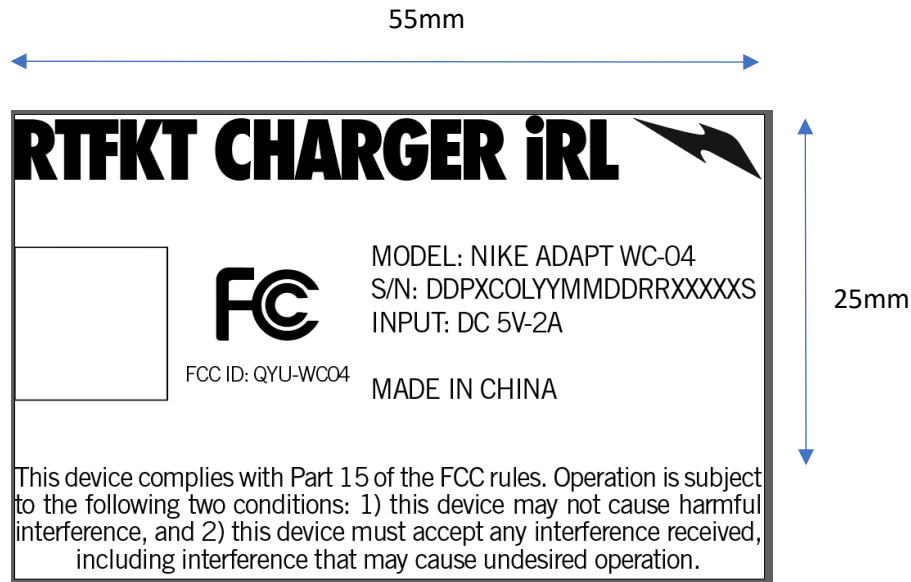 55mm
RTFKT CHARGER iRL
FC
MODEL: NIKE ADAPT WC-04
S/N: DDPXCOLYYMMDDRRXXXXXS
INPUT: DC 5V-2A
25mm
FCC ID: QYU-WC04
MADE IN CHINA
This device complies with Part 15 of the FCC rules. Operation is subject
to the following two conditions: 1) this device may not cause harmful
interference, and 2) this device must accept any interference received,
including interference that may cause undesired operation.